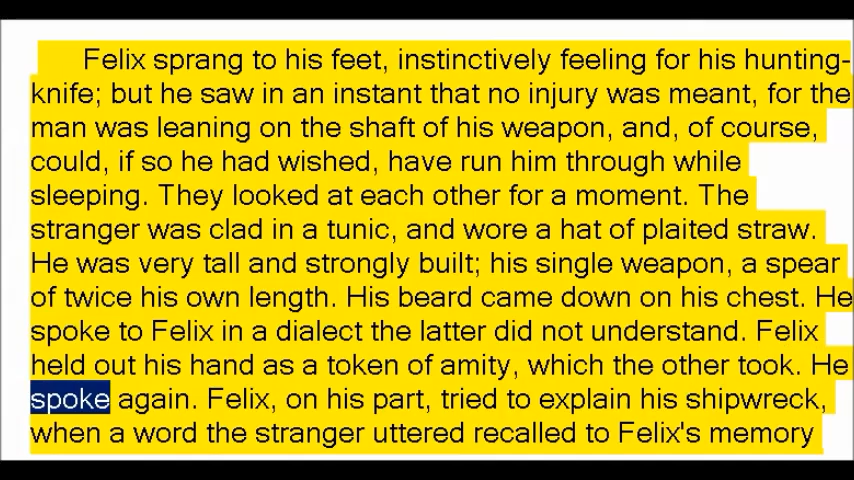 Felix sprang to his feet, instinctively feeling for his hunting-
knife; but he saw in an instant that no injury was meant, for the
man was leaning on the shaft of his weapon, and, of course,
could, if so he had wished, have run him through while
sleeping. They looked at each other for a moment. The
stranger was clad in a tunic, and wore a hat of plaited straw.
He was very tall and strongly built; his single weapon, a spear
of twice his own length. His beard came down on his chest. He
spoke to Felix in a dialect the latter did not understand. Felix
held out his hand as a token of amity, which the other took. He
spoke again. Felix, on his part, tried to explain his shipwreck,
when a word the stranger uttered recalled to Felix's memory